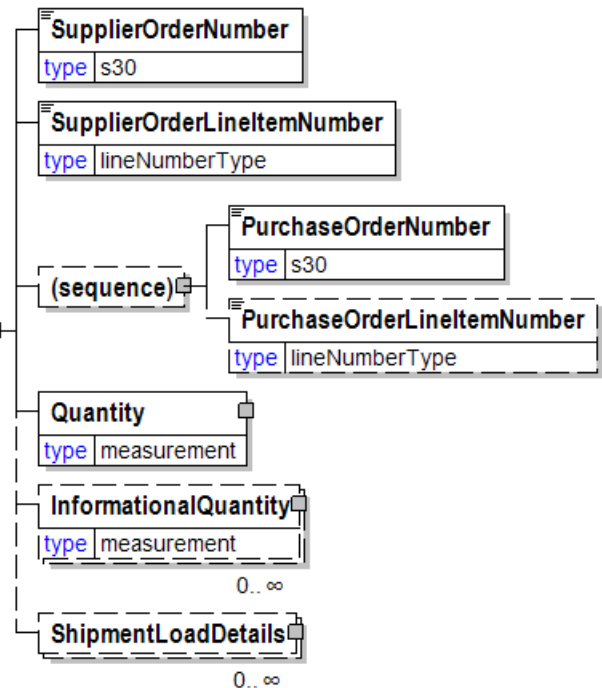 SupplierOrderNumber
type s30
SupplierOrderLineItemNumber
type lineNumberType
PurchaseOrderNumber
type s30
(sequence)
PurchaseOrderLineItemNumber
type lineNumberType
Quantity
type measurement
InformationalQuantity
type measurement
0.. ∞
ShipmentLoadDetails
0.. ∞